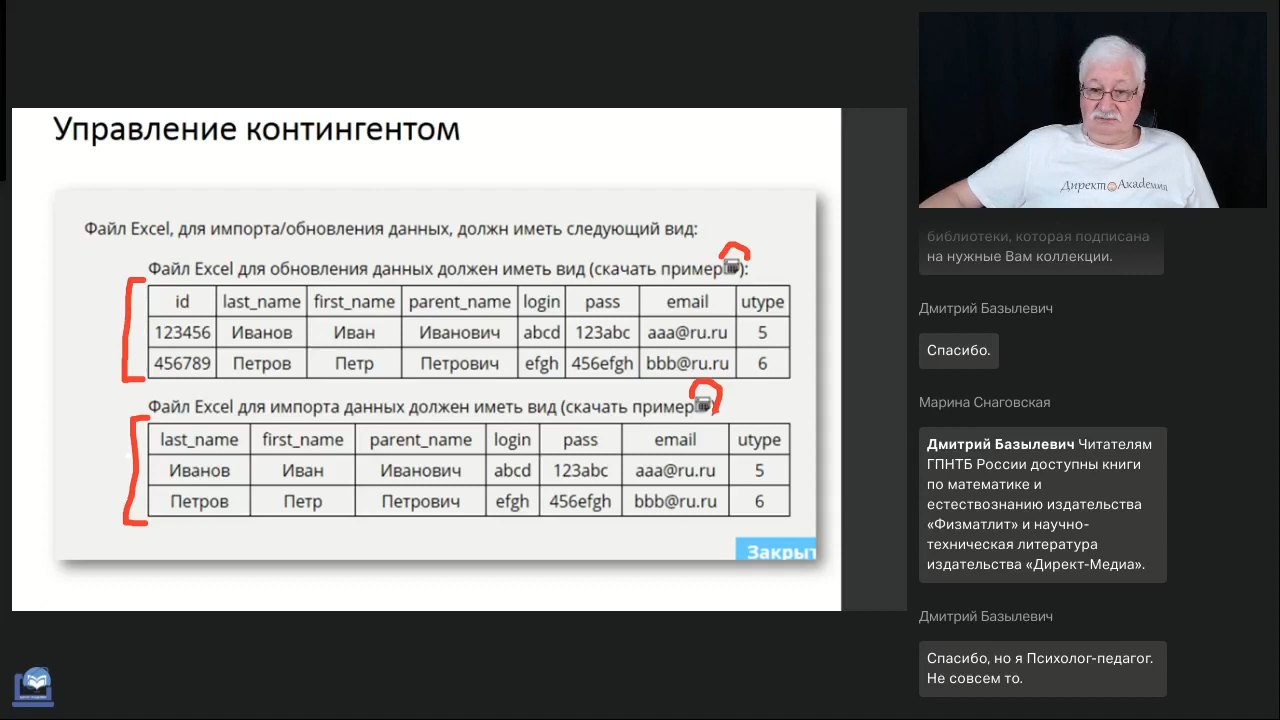 Управление контингентом
Файл Excel, для импорта/обновления данных, должн иметь следующий вид:
Файл Excel для обновления данных должен иметь вид (скачать пример):
id last_name first_name parent_name login pass email utype
123456 Иванов Иван Иванович abcd 123abc aaa@ru.ru 5
456789 Петров Петр Петрович efgh 456efgh bbb@ru.ru 6
Файл Excel для импорта данных должен иметь вид (скачать пример)
last_name first_name parent_name login pass email utype
Иванов Иван Иванович abcd 123abc aaa@ru.ru 5
Петров Петр Петрович efgh 456efgh bbb@ru.ru 6
Закрыт
Директ Академия
библиотеки, которая подписана
на нужные Вам коллекции.
Дмитрий Базылевич
Спасибо.
Марина Снаговская
Дмитрий Базылевич Читателям
ГПНТБ России доступны книги
по математике и
естествознанию издательства
«Физматлит» и научно-
техническая литература
издательства «Директ-Медиа».
Дмитрий Базылевич
Спасибо, но я Психолог-педагог.
Не совсем то.